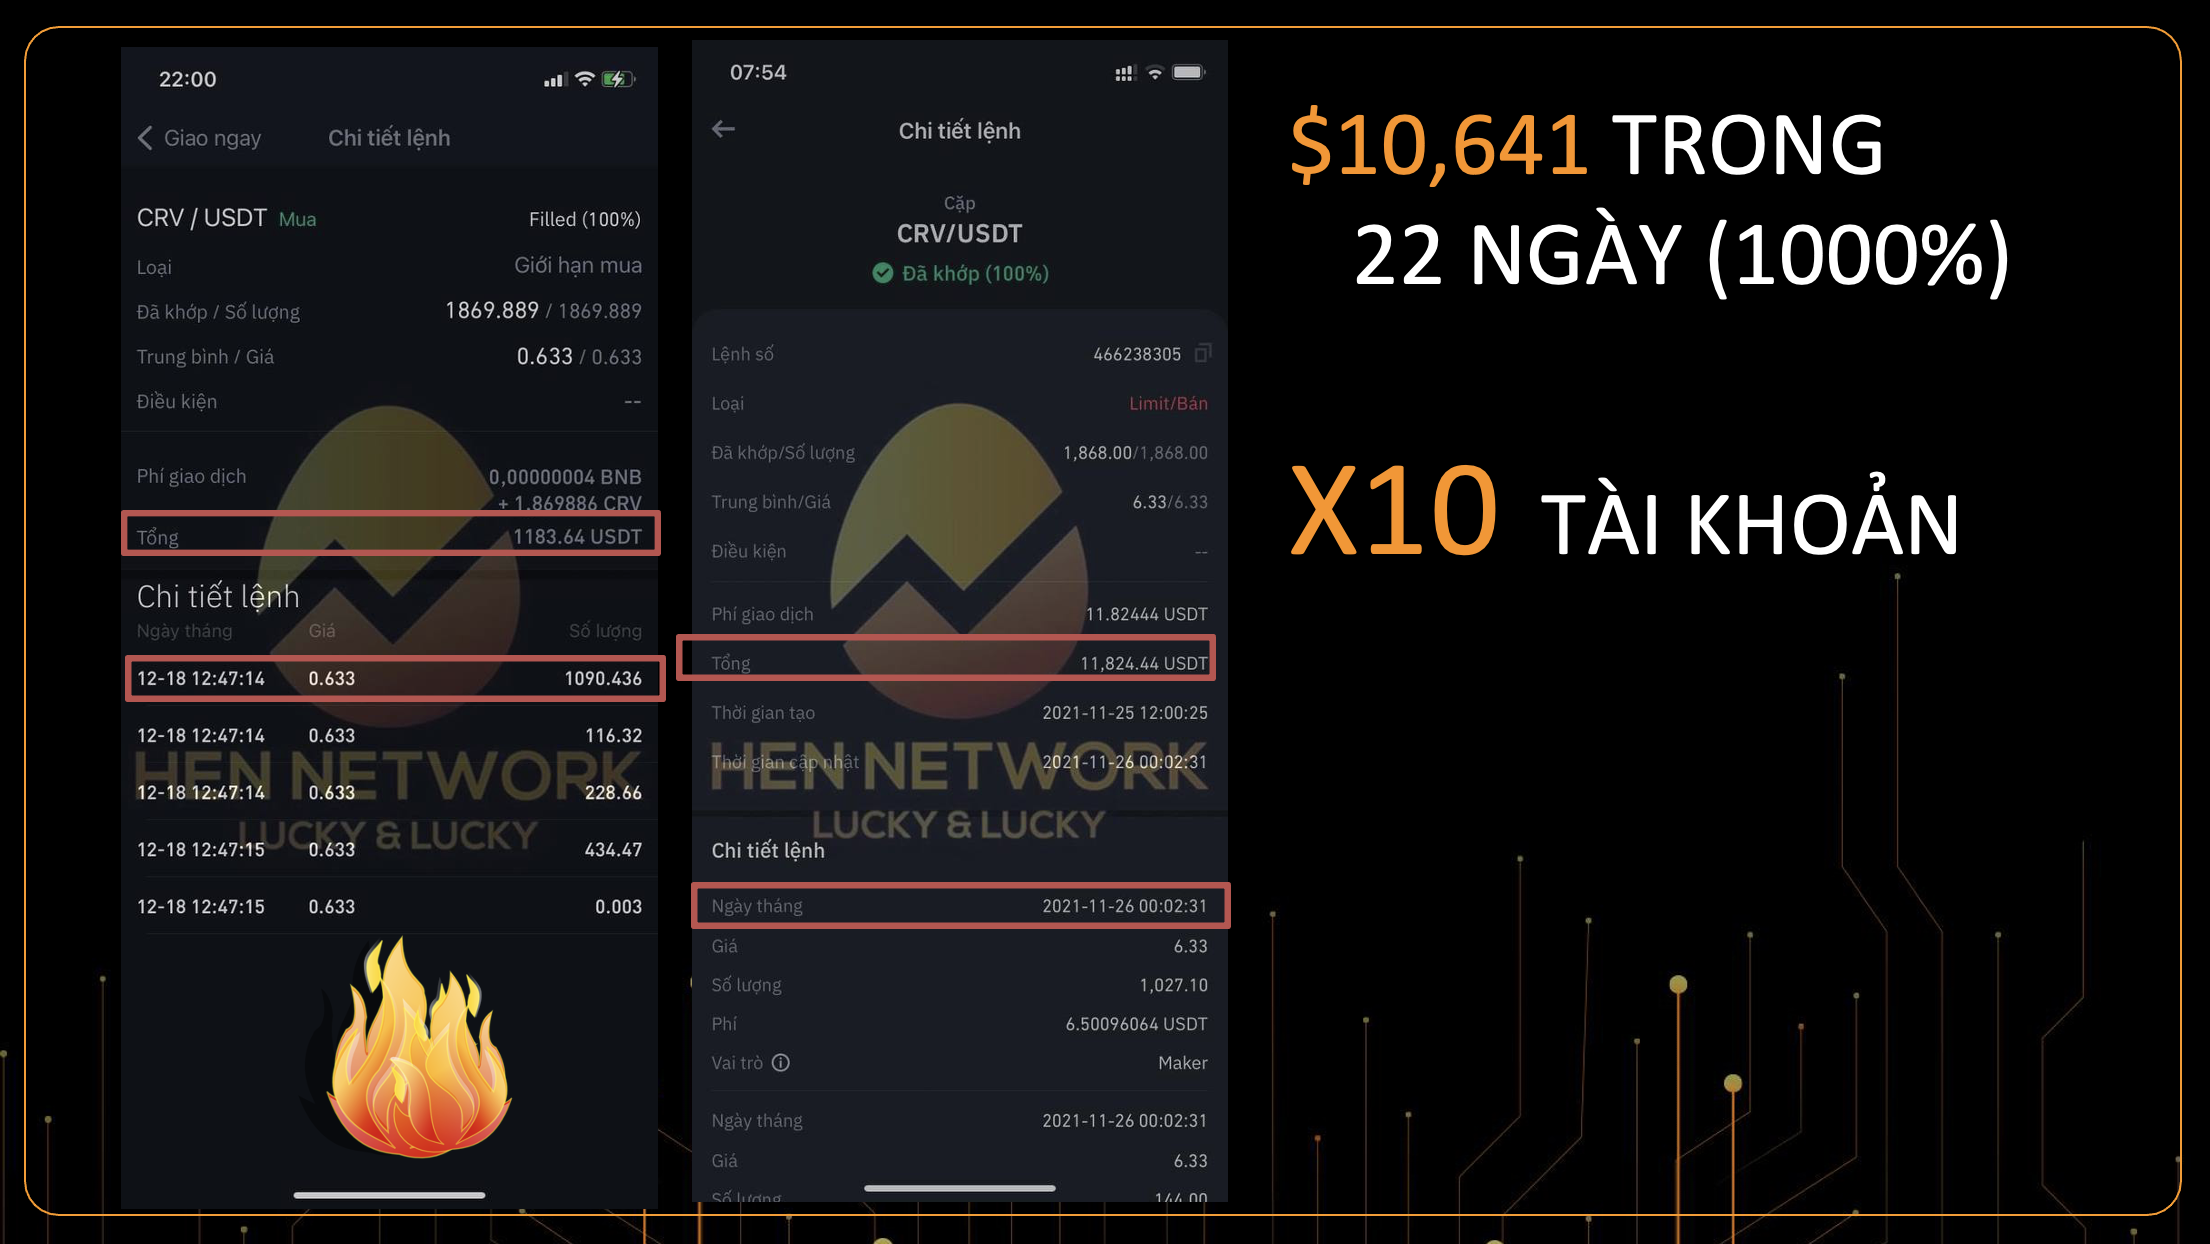 22:00
Giao ngay
Chi tiết lệnh
CRV / USDT Mua
Filled (100%)
Loại
Giới hạn mua
Đã khớp / Số lượng
1869.889 / 1869.889
Trung bình / Giá
0.633 / 0.633
Điều kiện
--
Phí giao dịch
0,00000004 BNB
+ 1.869886 CRV
Tổng
1183.64 USDT
Chi tiết lệnh
Ngày tháng Giá Số lượng
12-18 12:47:14 0.633 1090.436
12-18 12:47:14 0.633 116.32
12-18 12:47:14 0.633 228.66
12-18 12:47:15 0.633 434.47
12-18 12:47:15 0.633 0.003
HEN NETWORK
LUCKY & LUCKY
07:54
Chi tiết lệnh
Cặp
CRV/USDT
Đã khớp (100%)
Lệnh số
466238305
Loại
Limit/Bán
Đã khớp/Số lượng
1,868.00/1,868.00
Trung bình/Giá
6.33/6.33
Điều kiện
--
Phí giao dịch
11.82444 USDT
Tổng
11,824.44 USDT
Thời gian tạo
2021-11-25 12:00:25
Thời gian cập nhật
2021-11-26 00:02:31
HEN NETWORK
LUCKY & LUCKY
Chi tiết lệnh
Ngày tháng
2021-11-26 00:02:31
Giá
6.33
Số lượng
1,027.10
Phí
6.50096064 USDT
Vai trò
Maker
Ngày tháng
2021-11-26 00:02:31
Giá
6.33
Số lượng
144.00
$10,641 TRONG
22 NGÀY (1000%)
X10 TÀI KHOẢN